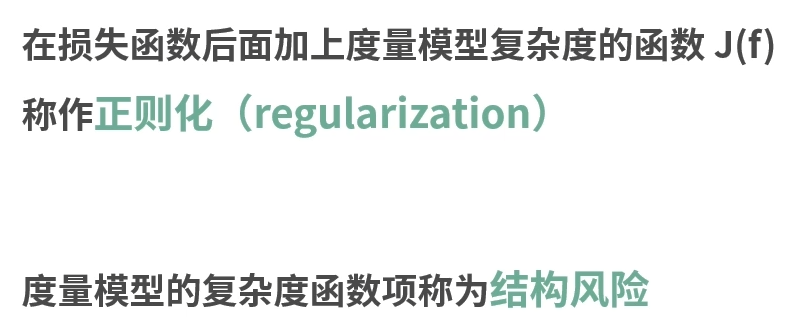 在损失函数后面加上度量模型复杂度的函数 J(f)
称作正则化（regularization）
度量模型的复杂度函数项称为结构风险